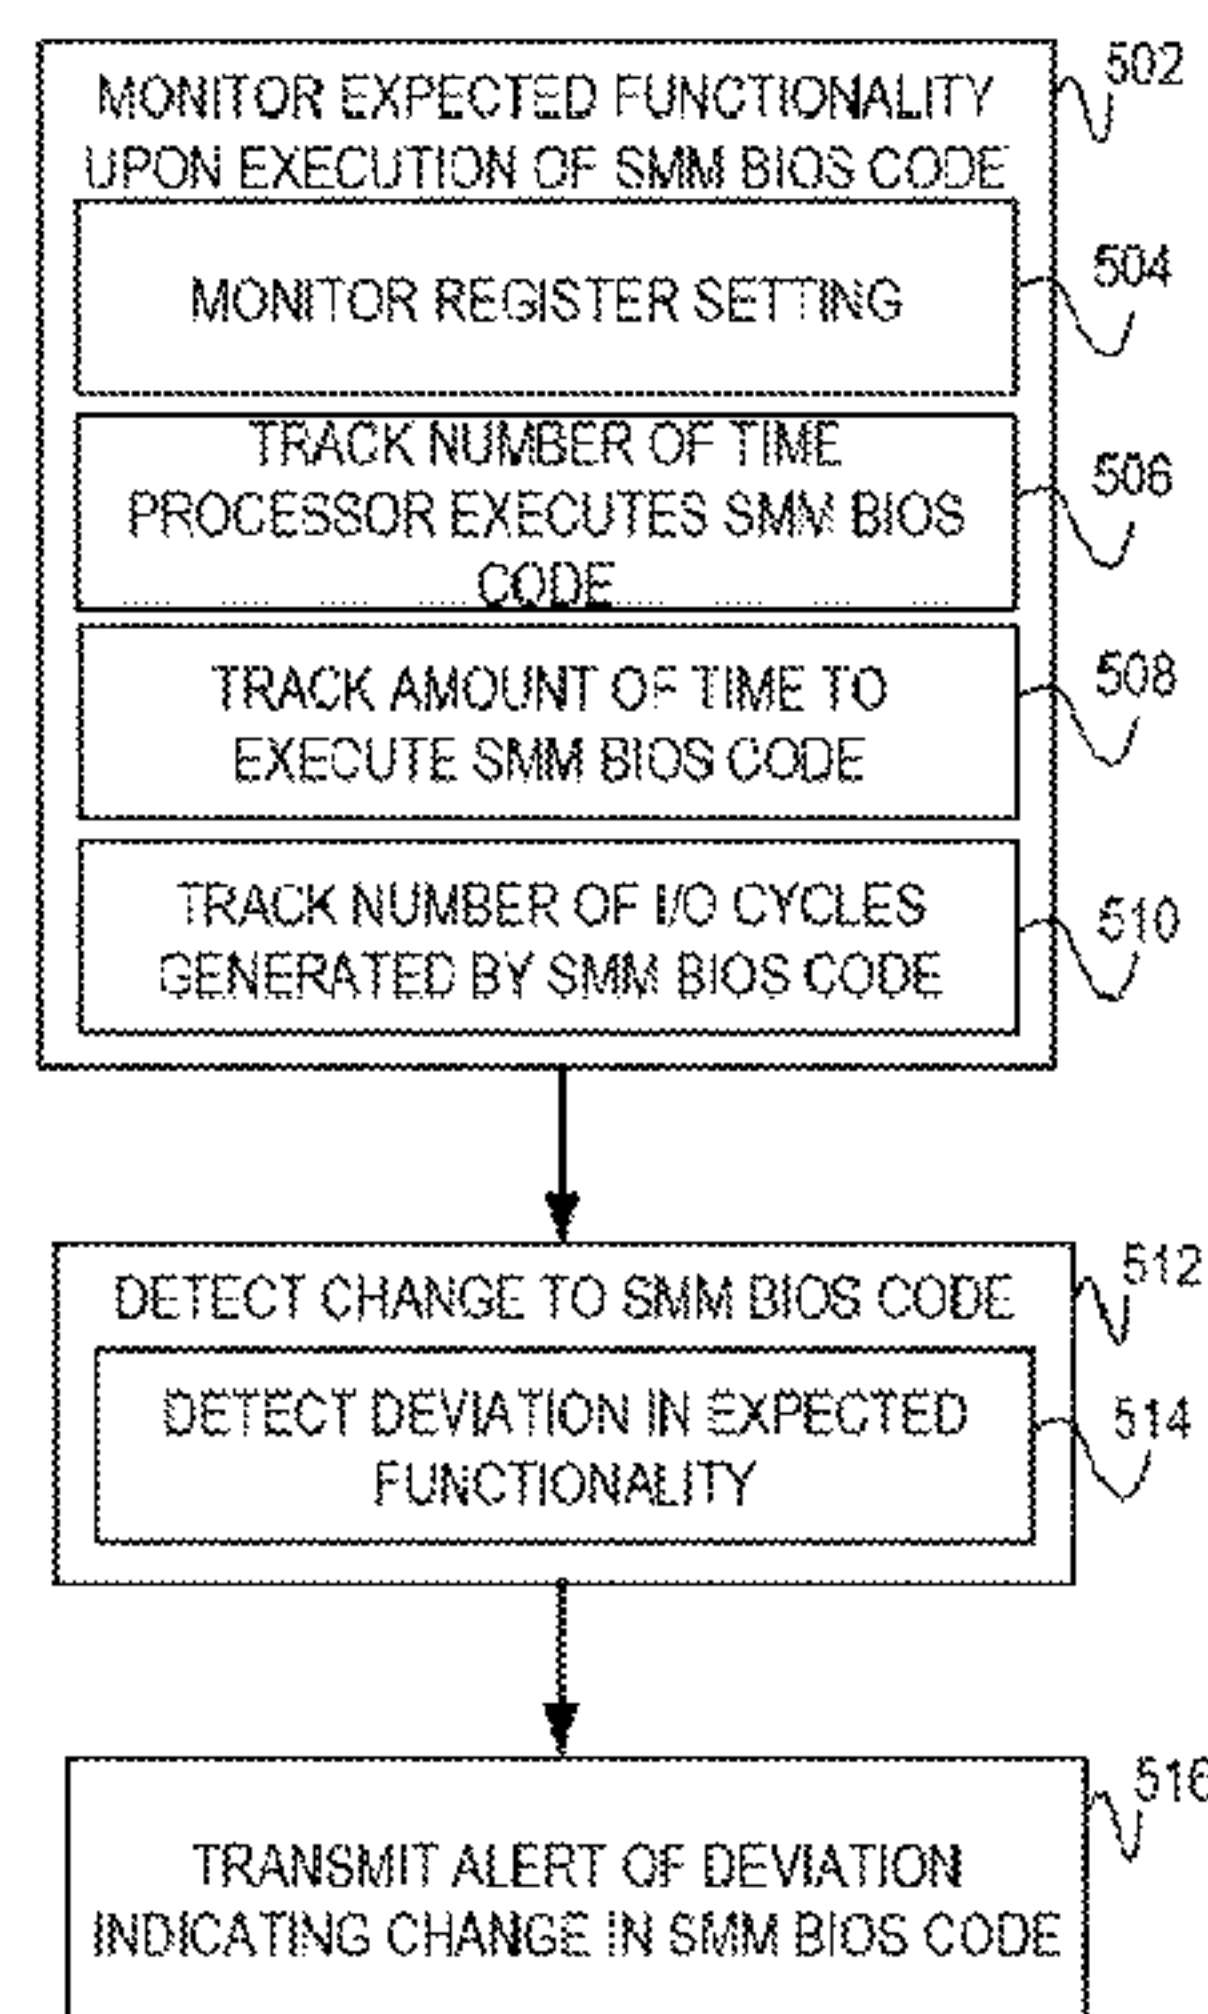 MONITOR EXPECTED FUNCTIONALITY
UPON EXECUTION OF SMM BIOS CODE
502
MONITOR REGISTER SETTING
504
TRACK NUMBER OF TIME
PROCESSOR EXECUTES SMM BIOS
CODE
506
TRACK AMOUNT OF TIME TO
EXECUTE SMM BIOS CODE
508
TRACK NUMBER OF I/O CYCLES
GENERATED BY SMM BIOS CODE
510
DETECT CHANGE TO SMM BIOS CODE
512
DETECT DEVIATION IN EXPECTED
FUNCTIONALITY
514
TRANSMIT ALERT OF DEVIATION
INDICATING CHANGE IN SMM BIOS CODE
516